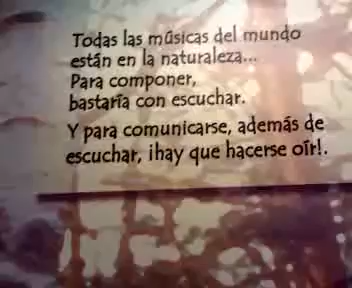 Todas las músicas del mundo
están en la naturaleza...
Para componer,
bastaría con escuchar.
Y para comunicarse, además de
escuchar, ¡hay que hacerse oír!.